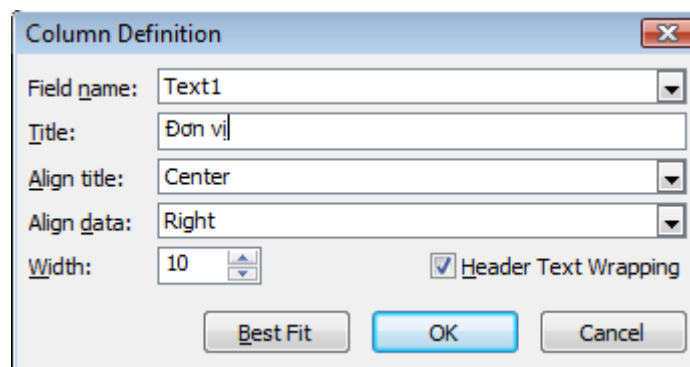 Column Definition
Field name: Text1
Title: Đơn vị
Align title: Center
Align data: Right
Width: 10 Header Text Wrapping
Best Fit OK Cancel